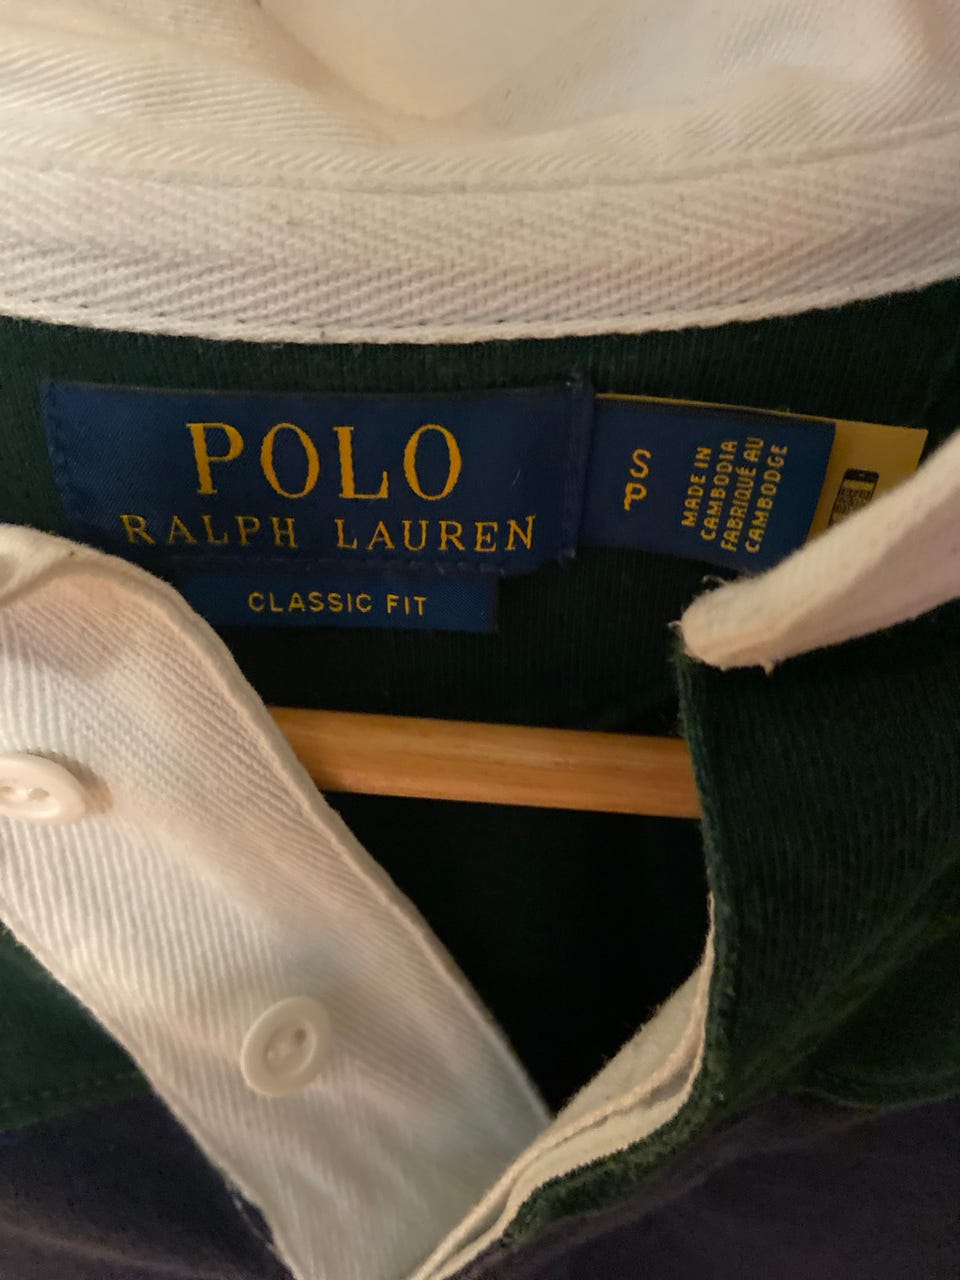 POLO
RALPH LAUREN
CLASSIC FIT
S
P
MADE IN
CAMBODIA
FABRIQUÉ AU
CAMBODGE